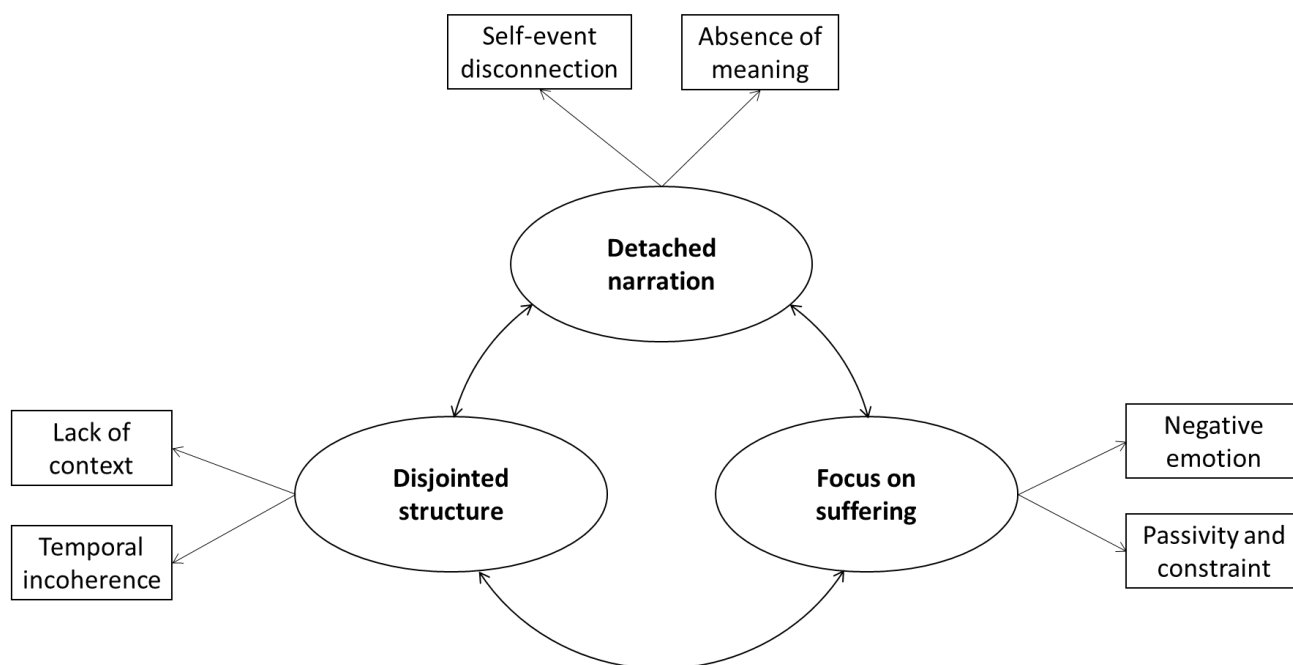 Self-event
disconnection
Absence of
meaning
Detached
narration
Lack of
context
Temporal
incoherence
Disjointed
structure
Focus on
suffering
Negative
emotion
Passivity and
constraint